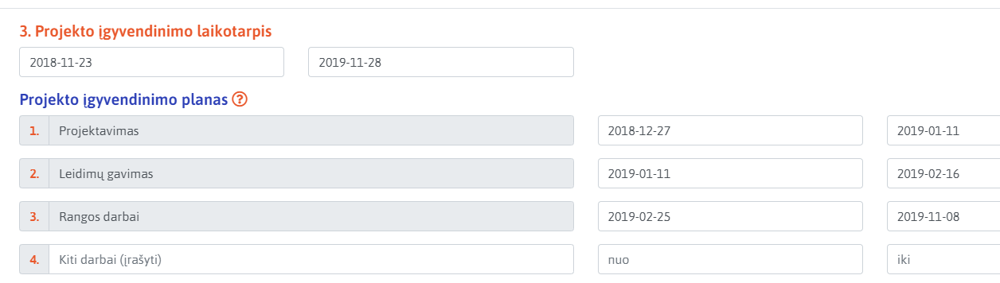 3. Projekto įgyvendinimo laikotarpis
2018-11-23 2019-11-28
Projekto įgyvendinimo planas
1. Projektavimas 2018-12-27 2019-01-11
2. Leidimų gavimas 2019-01-11 2019-02-16
3. Rangos darbai 2019-02-25 2019-11-08
4. Kiti darbai (įrašyti) nuo iki